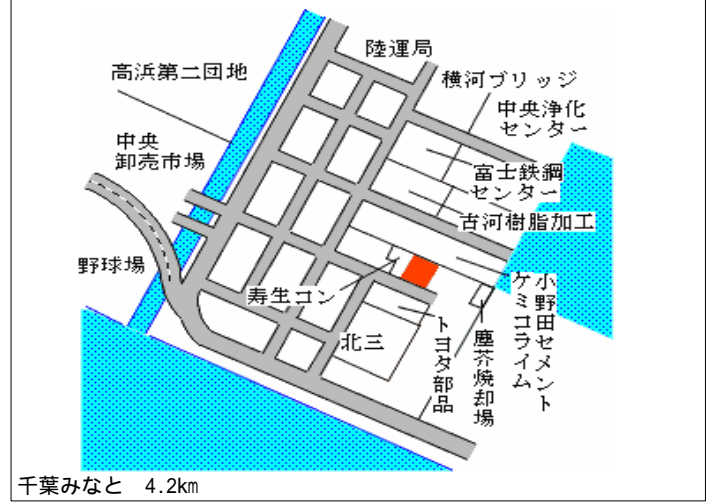 陸運局
高浜第二団地
横河ブリッジ
中央浄化
センター
中央
卸売市場
富士鉄鋼
センター
古河樹脂加工
野球場
寿生コン
北三
トヨタ部品
塵芥焼却場
小野田セメント
ケミコライム
千葉みなと 4.2km